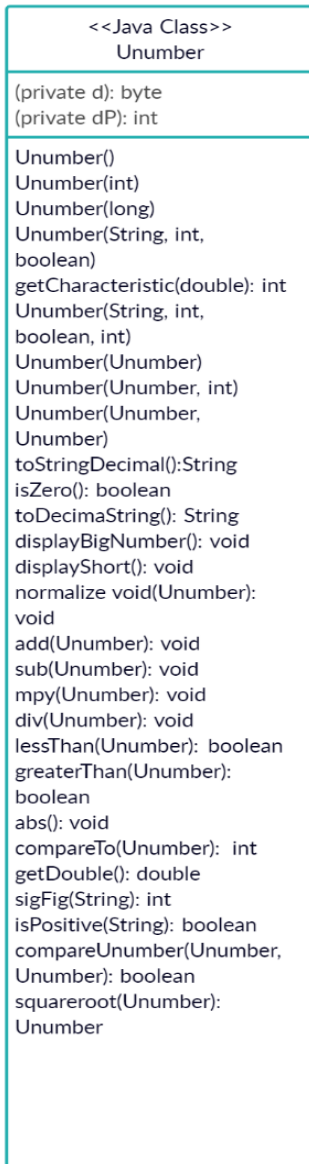 <<Java Class>>
Unumber
(private d): byte
(private dP): int
Unumber()
Unumber(int)
Unumber(long)
Unumber(String, int,
boolean)
getCharacteristic(double): int
Unumber(String, int,
boolean, int)
Unumber(Unumber)
Unumber(Unumber, int)
Unumber(Unumber,
Unumber)
toStringDecimal():String
isZero(): boolean
toDecimaString(): String
displayBigNumber(): void
displayShort(): void
normalize void(Unumber):
void
add(Unumber): void
sub(Unumber): void
mpy(Unumber): void
div(Unumber): void
lessThan(Unumber): boolean
greaterThan(Unumber):
boolean
abs(): void
compareTo(Unumber): int
getDouble(): double
sigFig(String): int
isPositive(String): boolean
compareUnumber(Unumber,
Unumber): boolean
squareroot(Unumber):
Unumber